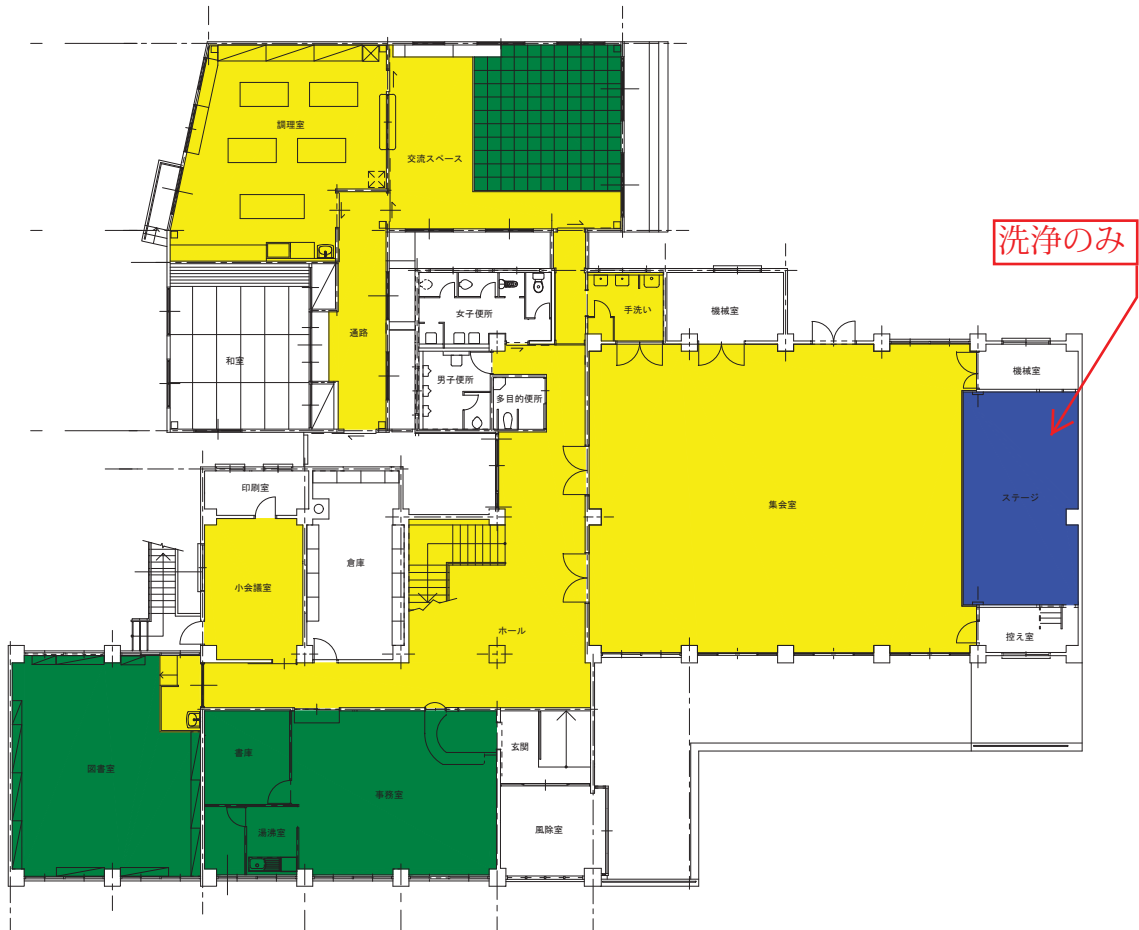 調理室
交流スペース
洗浄のみ
手洗い
機械室
女子便所
通路
和室
男子便所
多目的便所
機械室
印刷室
集会室
ステージ
倉庫
小会議室
ホール
控え室
玄関
書庫
図書室
事務室
湯沸室
風除室